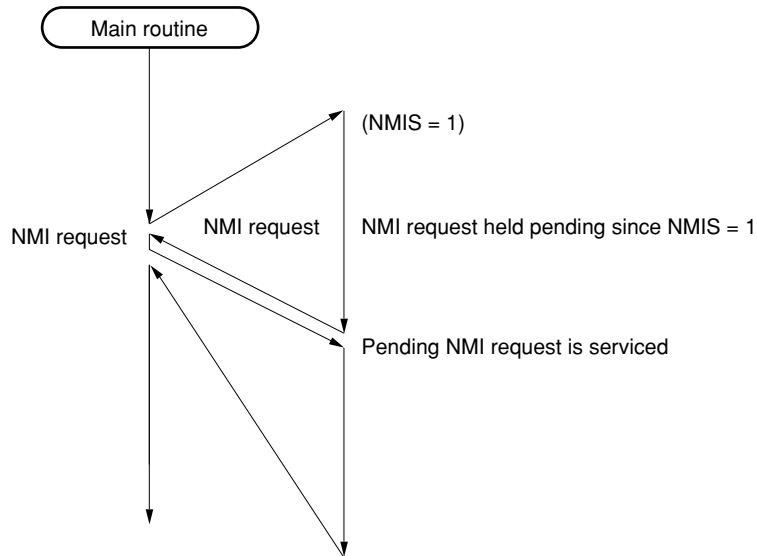 Main routine
(NMIS = 1)
NMI request
NMI request
NMI request held pending since NMIS = 1
Pending NMI request is serviced